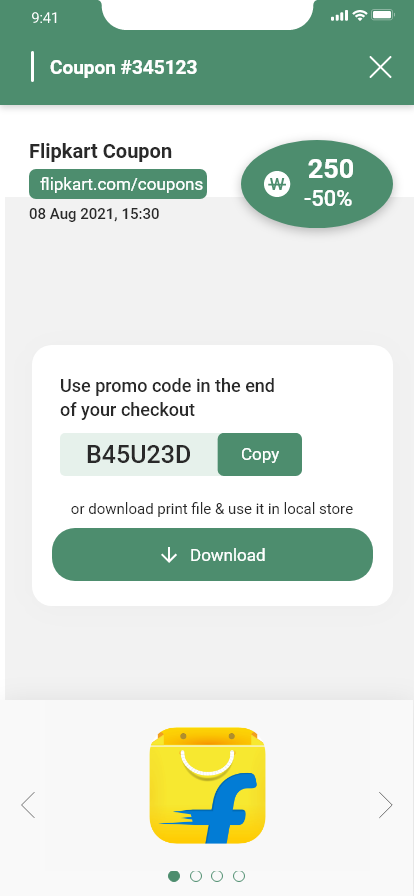 9:41
Coupon #345123
Flipkart Coupon
flipkart.com/coupons
08 Aug 2021, 15:30
₩ 250
-50%
Use promo code in the end
of your checkout
B45U23D Copy
or download print file & use it in local store
Download
f